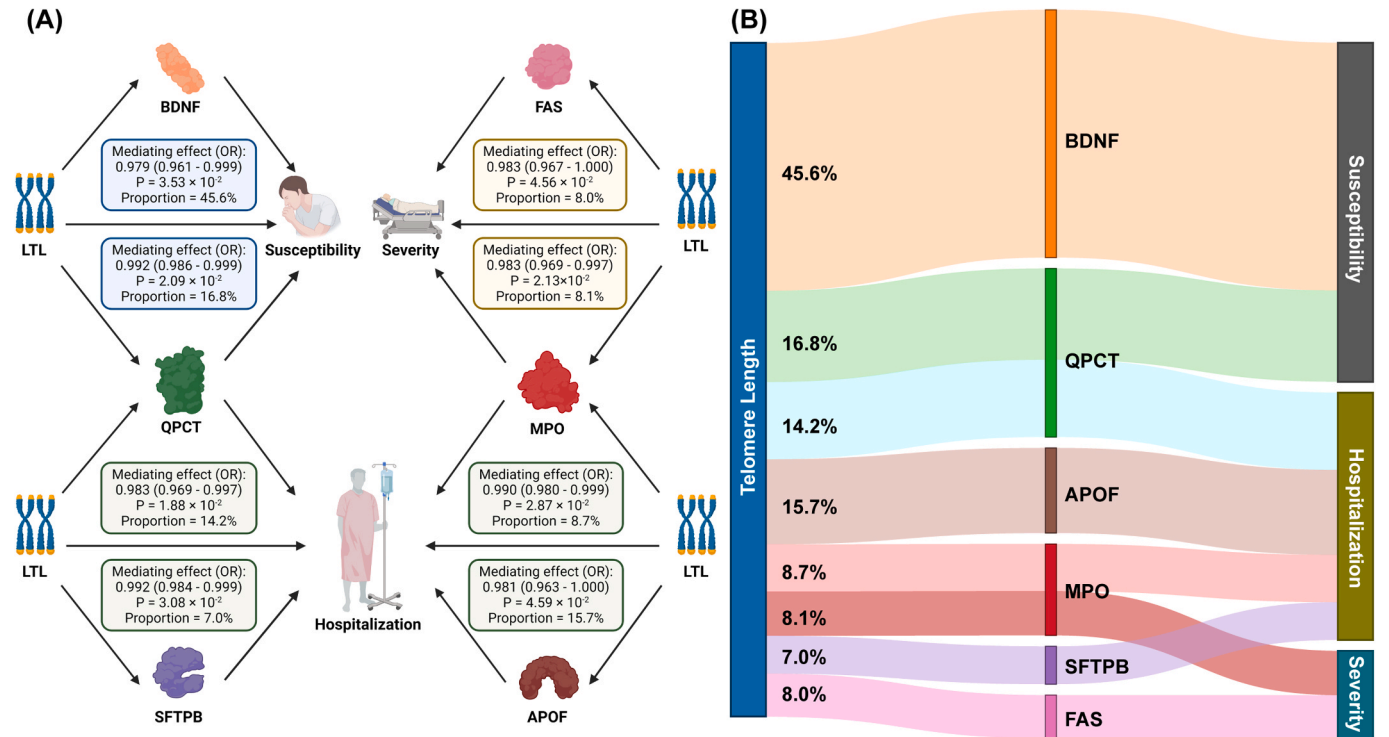 (A)
BDNF
FAS
Mediating effect (OR):
0.979 (0.961 - 0.999)
P = 3.53 × 10⁻²
Proportion = 45.6%
Mediating effect (OR):
0.983 (0.967 - 1.000)
P = 4.56 × 10⁻²
Proportion = 8.0%
LTL
Susceptibility
Severity
LTL
Mediating effect (OR):
0.992 (0.986 - 0.999)
P = 2.09 × 10⁻²
Proportion = 16.8%
Mediating effect (OR):
0.983 (0.969 - 0.997)
P = 2.13×10⁻²
Proportion = 8.1%
QPCT
MPO
Mediating effect (OR):
0.983 (0.969 - 0.997)
P = 1.88 × 10⁻²
Proportion = 14.2%
Mediating effect (OR):
0.990 (0.980 - 0.999)
P = 2.87 × 10⁻²
Proportion = 8.7%
LTL
LTL
Mediating effect (OR):
0.992 (0.984 - 0.999)
P = 3.08 × 10⁻²
Proportion = 7.0%
Hospitalization
Mediating effect (OR):
0.981 (0.963 - 1.000)
P = 4.59 × 10⁻²
Proportion = 15.7%
SFTPB
APOF
(B)
Telomere Length
45.6%
16.8%
14.2%
15.7%
8.7%
8.1%
7.0%
8.0%
BDNF
QPCT
APOF
MPO
SFTPB
FAS
Susceptibility
Hospitalization
Severity